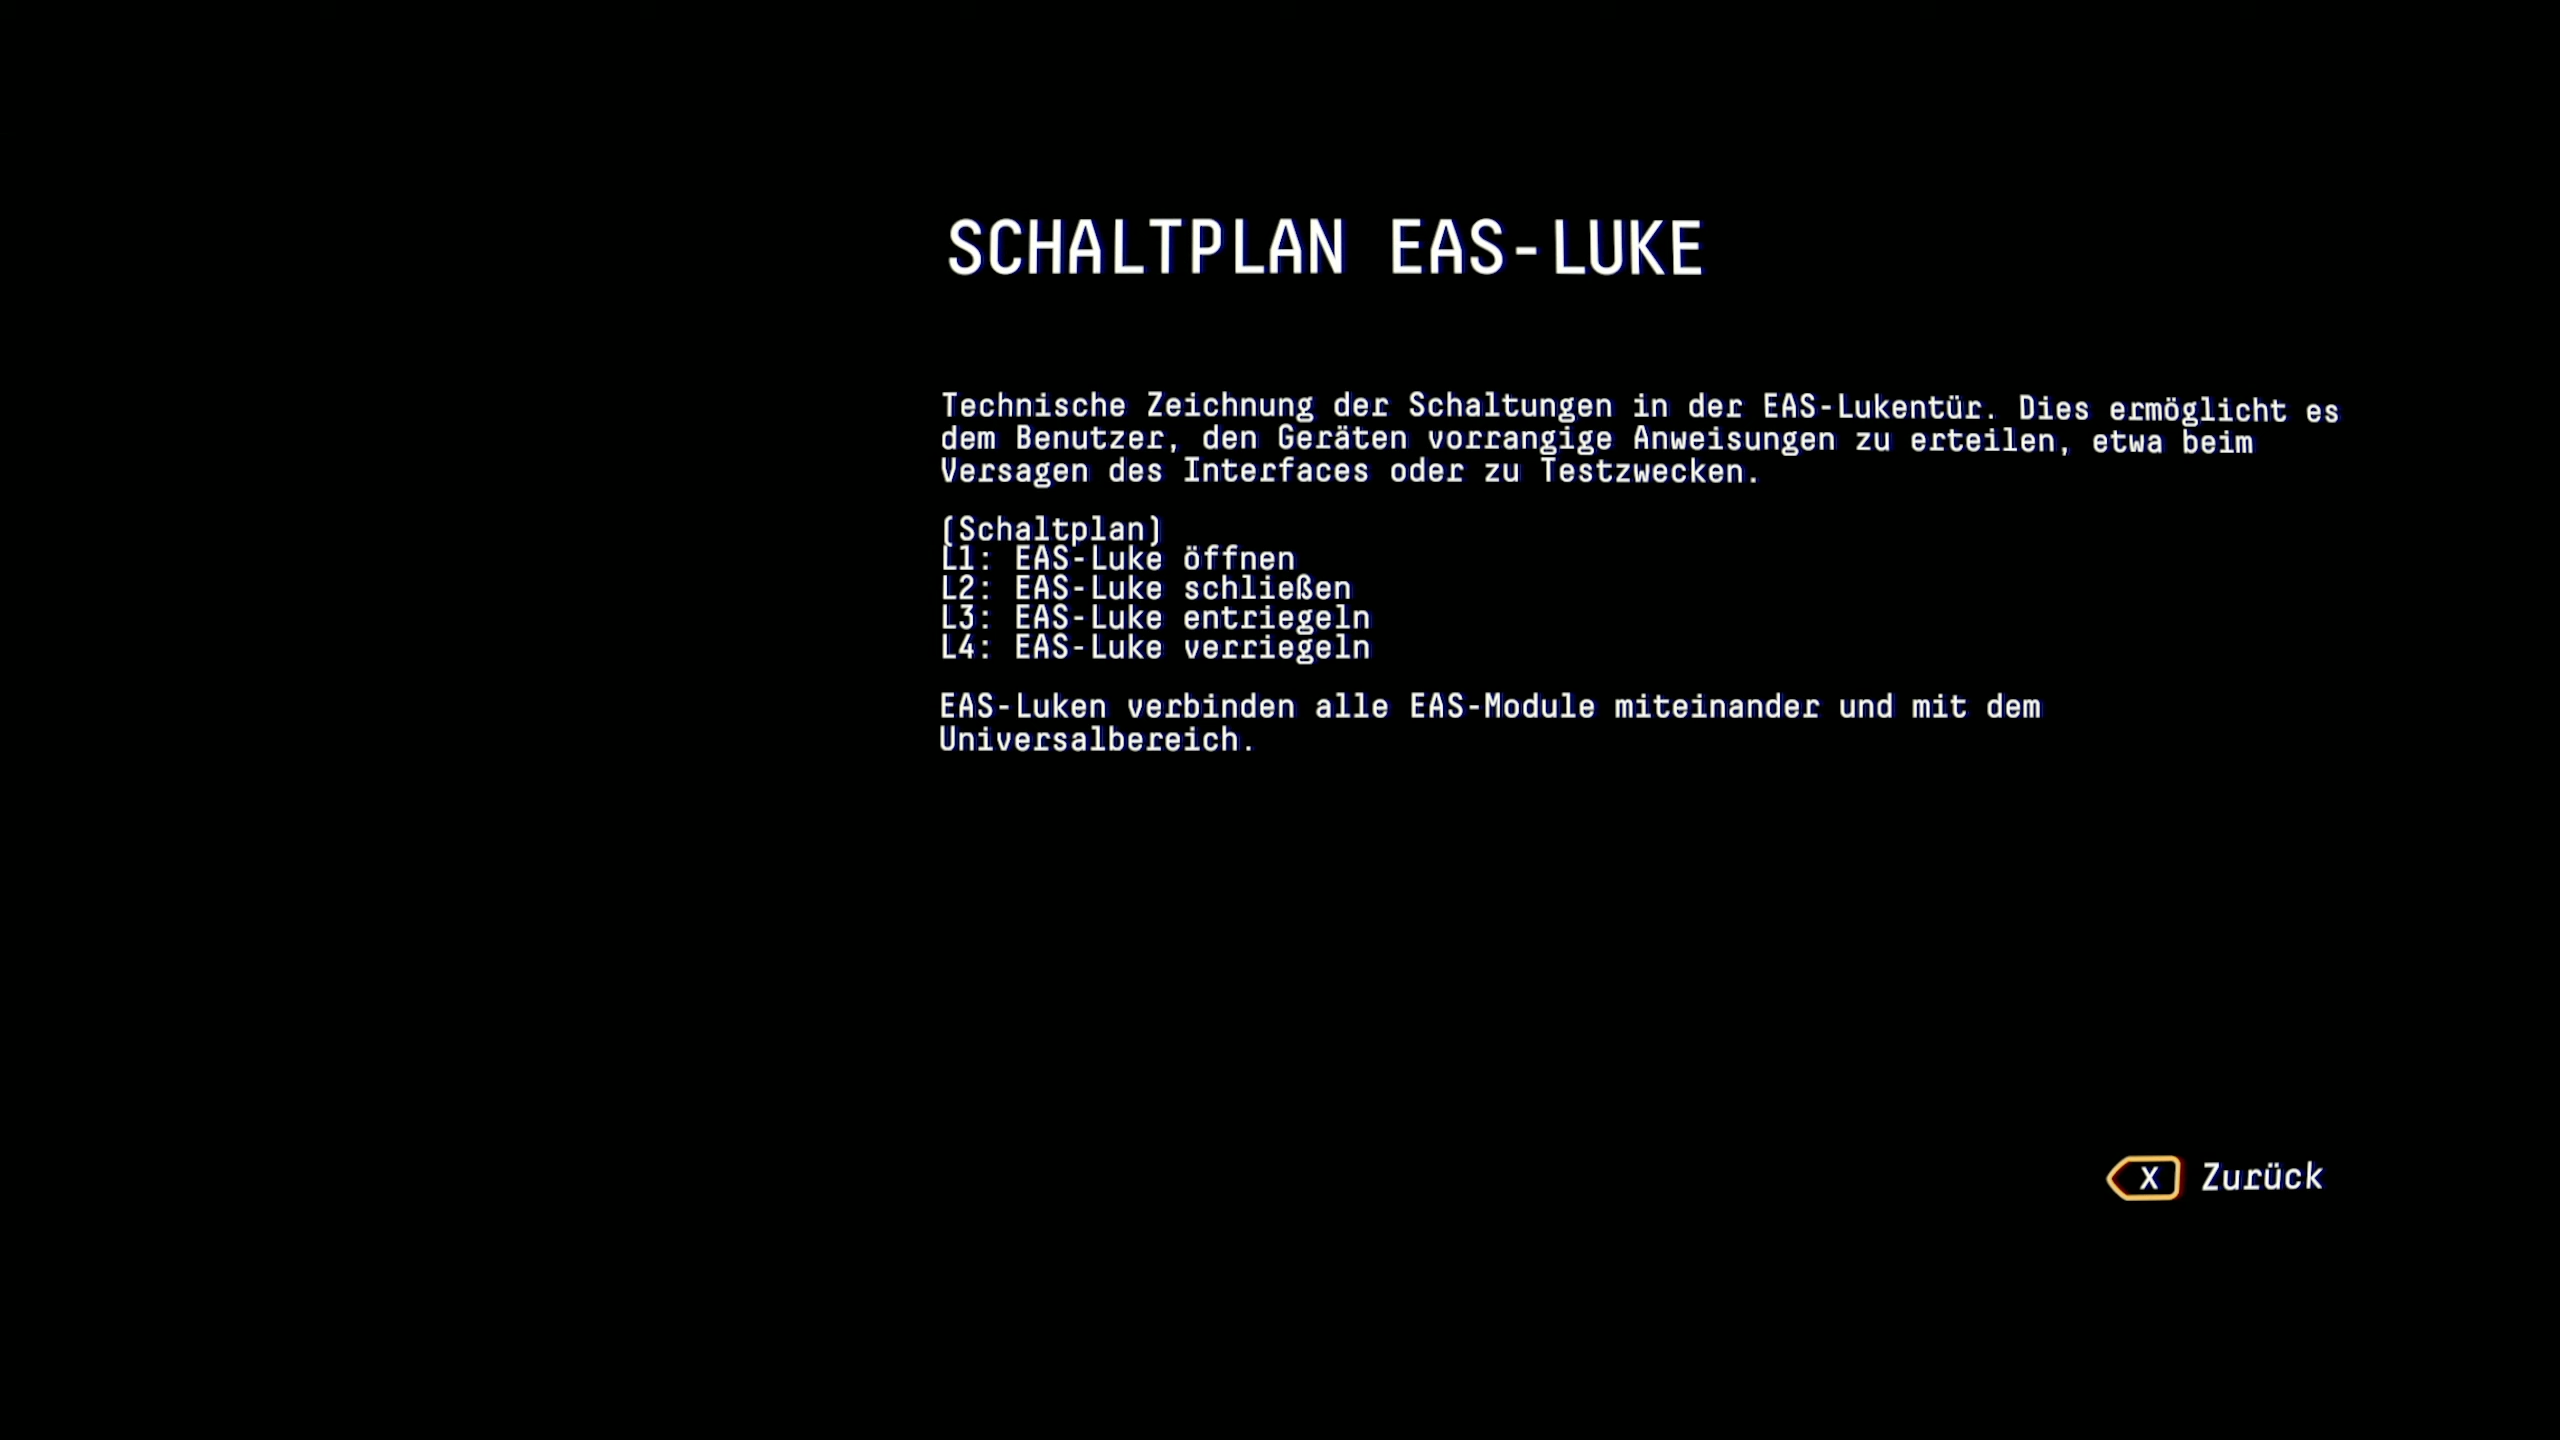 SCHALTPLAN EAS-LUKE
Technische Zeichnung der Schaltungen in der EAS-Lukentür. Dies ermöglicht es
dem Benutzer, den Geräten vorrangige Anweisungen zu erteilen, etwa beim
Versagen des Interfaces oder zu Testzwecken.
(Schaltplan)
L1: EAS-Luke öffnen
L2: EAS-Luke schließen
L3: EAS-Luke entriegeln
L4: EAS-Luke verriegeln
EAS-Luken verbinden alle EAS-Module miteinander und mit dem
Universalbereich.
X Zurück